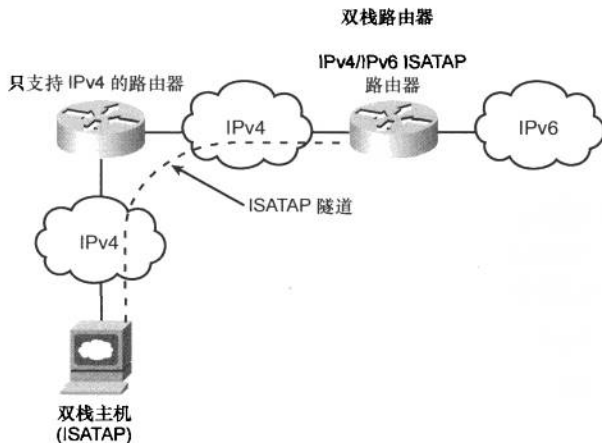 双栈路由器
IPv4/IPv6 ISATAP
路由器
只支持 IPv4 的路由器
IPv4
IPv6
ISATAP 隧道
IPv4
双栈主机
(ISATAP)